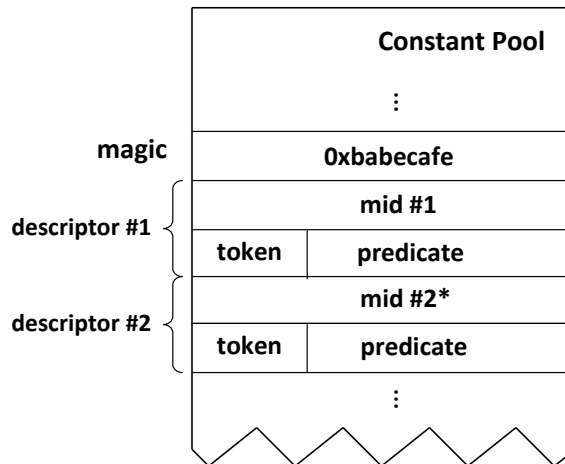 Constant Pool
⋮
magic
0xbabecafe
descriptor #1
mid #1
token predicate
descriptor #2
mid #2*
token predicate
⋮